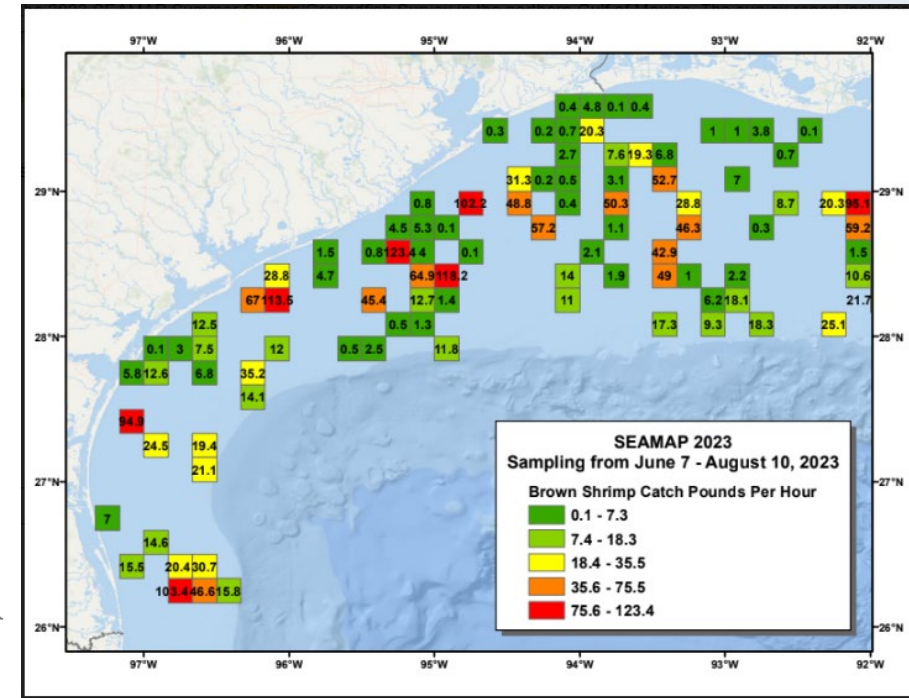 97°W 96°W 95°W 94°W 93°W 92°W
0.4 4.8 0.1 0.4
0.3 0.2 0.7 20.3 1 1 3.8 0.1
2.7 7.6 19.3 6.8 0.7
31.3 0.2 0.5 3.1 52.7 7
29°N 29°N
0.8 102.2 48.8 0.4 50.3 28.8 8.7 20.3 95.1
4.5 5.3 0.1 57.2 1.1 46.3 0.3 59.2
1.5 0.8 123.4 4 0.1 2.1 42.9 1.5
28.8 4.7 64.9 118.2 14 1.9 49 1 2.2 10.6
67 113.5 45.4 12.7 1.4 11 6.2 18.1 21.7
12.5 0.5 1.3 17.3 9.3 18.3 25.1
28°N 28°N
0.1 3 7.5 12 0.5 2.5 11.8
5.8 12.6 6.8 35.2
14.1
94.9
24.5 19.4
21.1
27°N 27°N
7
14.6
15.5 20.4 30.7
103.4 46.6 15.8
26°N 26°N
SEAMAP 2023
Sampling from June 7 - August 10, 2023
Brown Shrimp Catch Pounds Per Hour
0.1 - 7.3
7.4 - 18.3
18.4 - 35.5
35.6 - 75.5
75.6 - 123.4
97°W 96°W 95°W 94°W 93°W 92°W